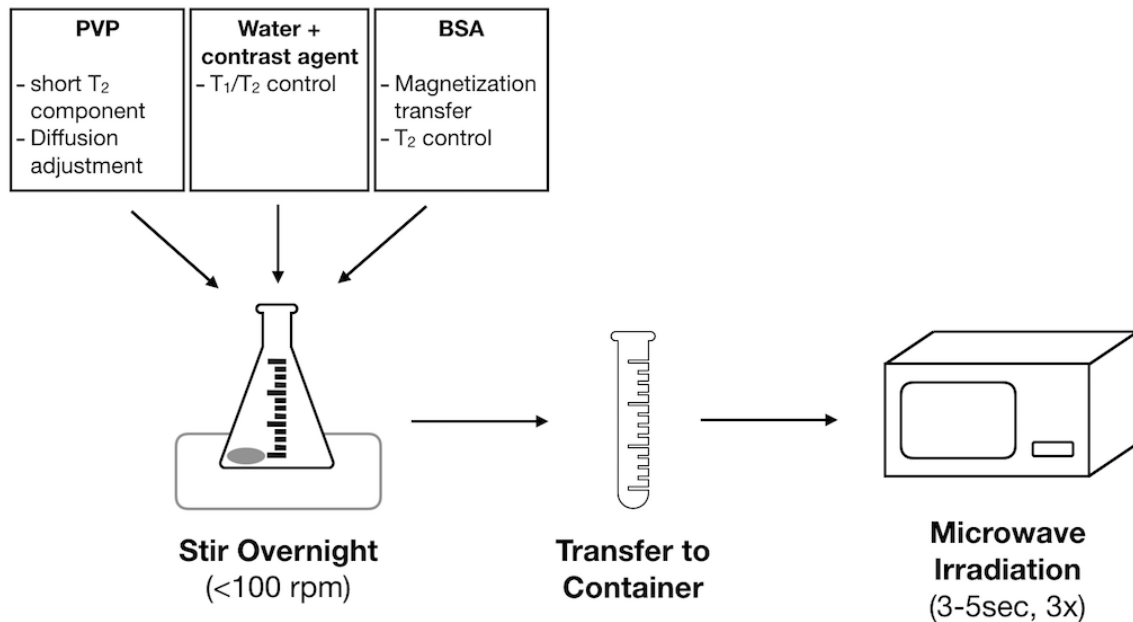 PVP
- short T₂
component
- Diffusion
adjustment
Water +
contrast agent
- T₁/T₂ control
BSA
- Magnetization
transfer
- T₂ control
Stir Overnight
(<100 rpm)
Transfer to
Container
Microwave
Irradiation
(3-5sec, 3x)